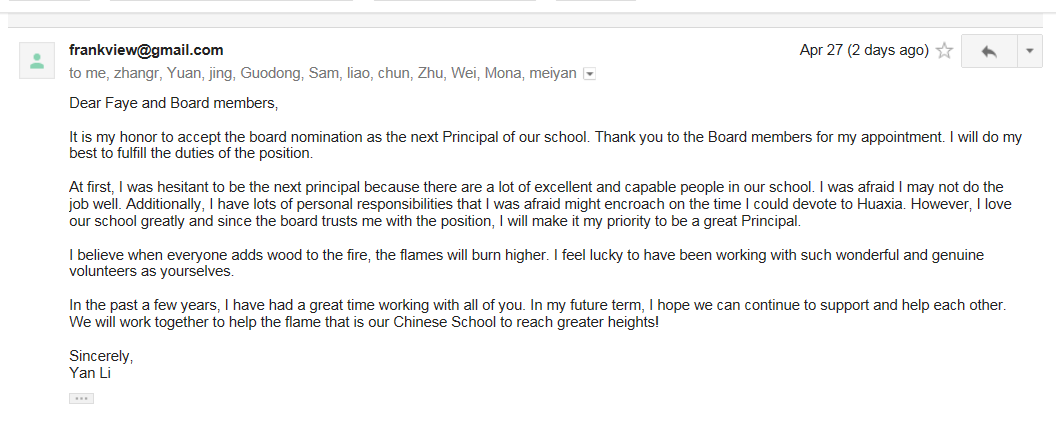 frankview@gmail.com
Apr 27 (2 days ago)
to me, zhangr, Yuan, jing, Guodong, Sam, liao, chun, Zhu, Wei, Mona, meiyan
Dear Faye and Board members,
It is my honor to accept the board nomination as the next Principal of our school. Thank you to the Board members for my appointment. I will do my
best to fulfill the duties of the position.
At first, I was hesitant to be the next principal because there are a lot of excellent and capable people in our school. I was afraid I may not do the
job well. Additionally, I have lots of personal responsibilities that I was afraid might encroach on the time I could devote to Huaxia. However, I love
our school greatly and since the board trusts me with the position, I will make it my priority to be a great Principal.
I believe when everyone adds wood to the fire, the flames will burn higher. I feel lucky to have been working with such wonderful and genuine
volunteers as yourselves.
In the past a few years, I have had a great time working with all of you. In my future term, I hope we can continue to support and help each other.
We will work together to help the flame that is our Chinese School to reach greater heights!
Sincerely,
Yan Li